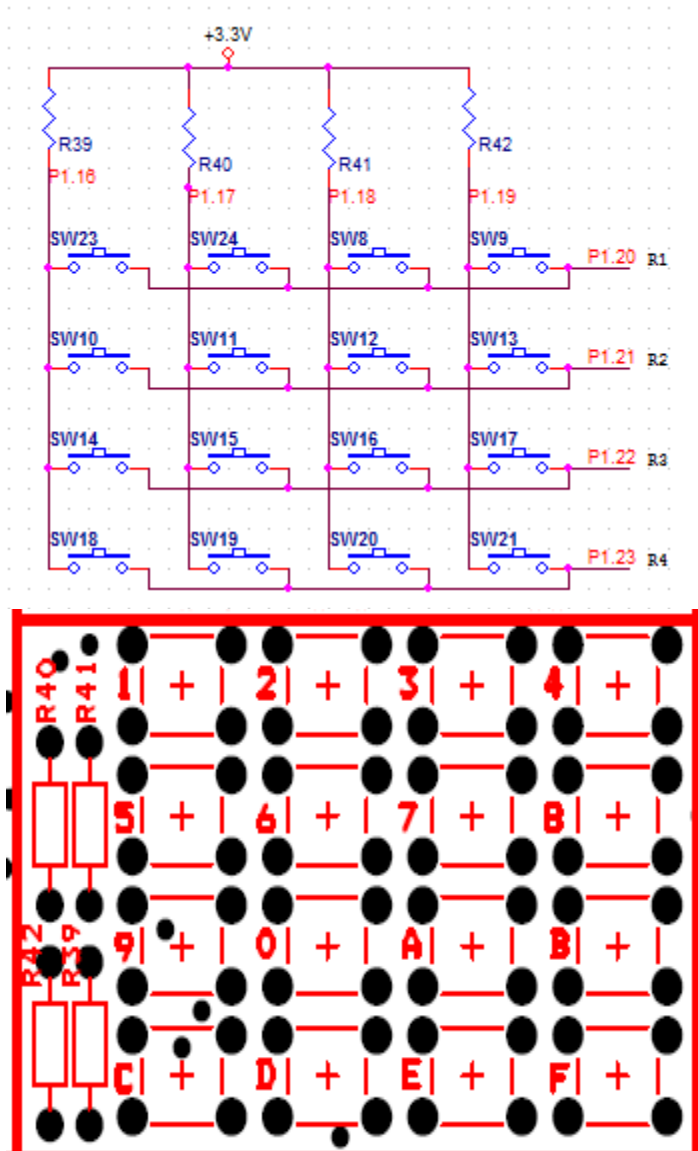 +3.3V
R39 R40 R41 R42
P1.16 P1.17 P1.18 P1.19
SW23 SW24 SW8 SW9 P1.20 R1
SW10 SW11 SW12 SW13 P1.21 R2
SW14 SW15 SW16 SW17 P1.22 R3
SW18 SW19 SW20 SW21 P1.23 R4
R40 R41 1 2 3 4
5 6 7 8
R42 R39 9 0 A B
C D E F